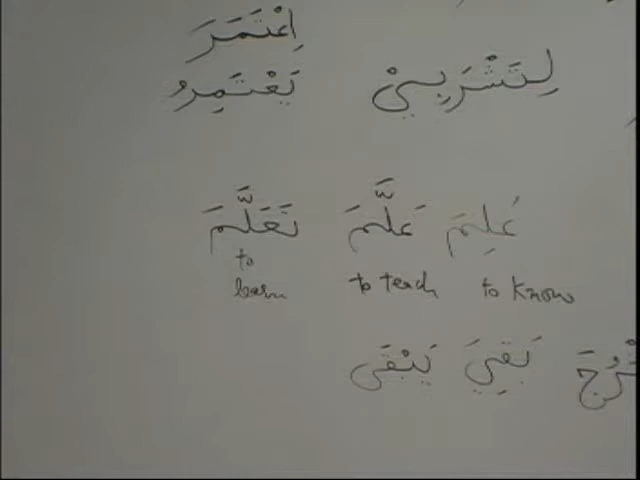 اِعْتَمَرَ
لِتَشْرَبِيْ يَعْتَمِرُ
عَلِمَ عَلَّمَ تَعَلَّمَ
to know to teach to learn
بَقِيَ يَبْقَى